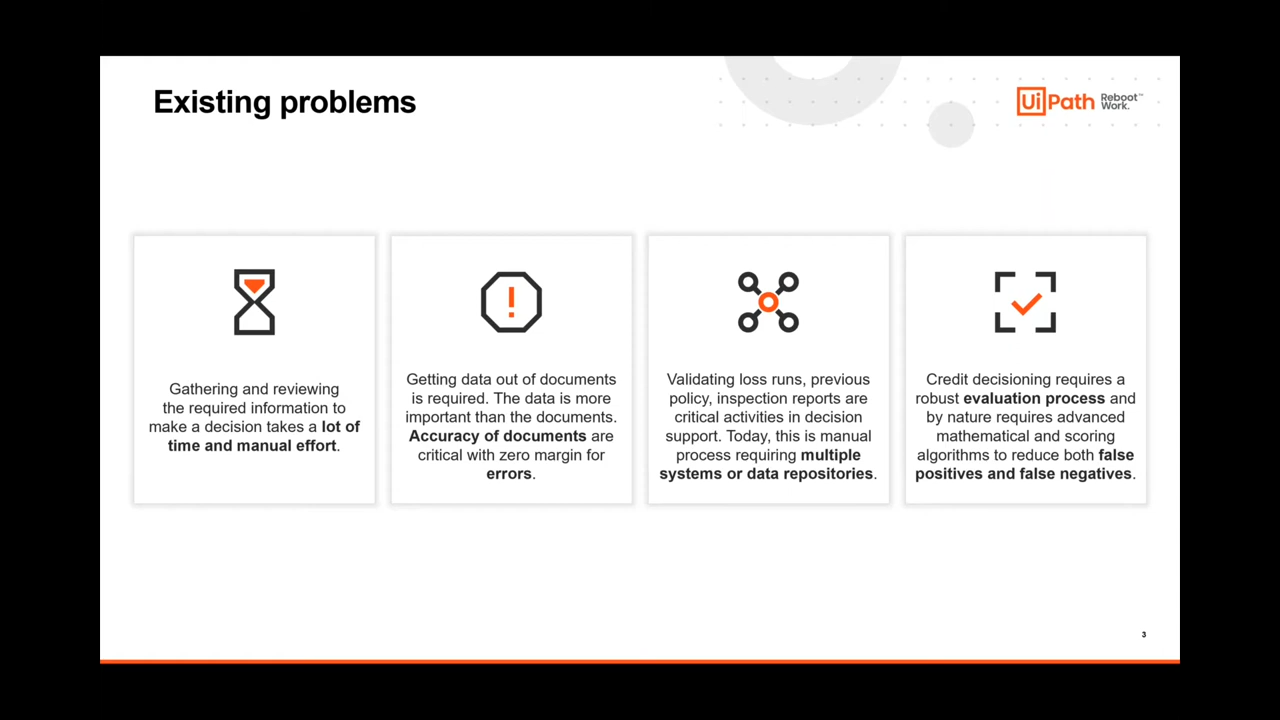 Existing problems
UiPath Reboot Work.™
Gathering and reviewing
the required information to
make a decision takes a lot of
time and manual effort.
Getting data out of documents
is required. The data is more
important than the documents.
Accuracy of documents are
critical with zero margin for
errors.
Validating loss runs, previous
policy, inspection reports are
critical activities in decision
support. Today, this is manual
process requiring multiple
systems or data repositories.
Credit decisioning requires a
robust evaluation process and
by nature requires advanced
mathematical and scoring
algorithms to reduce both false
positives and false negatives.
3